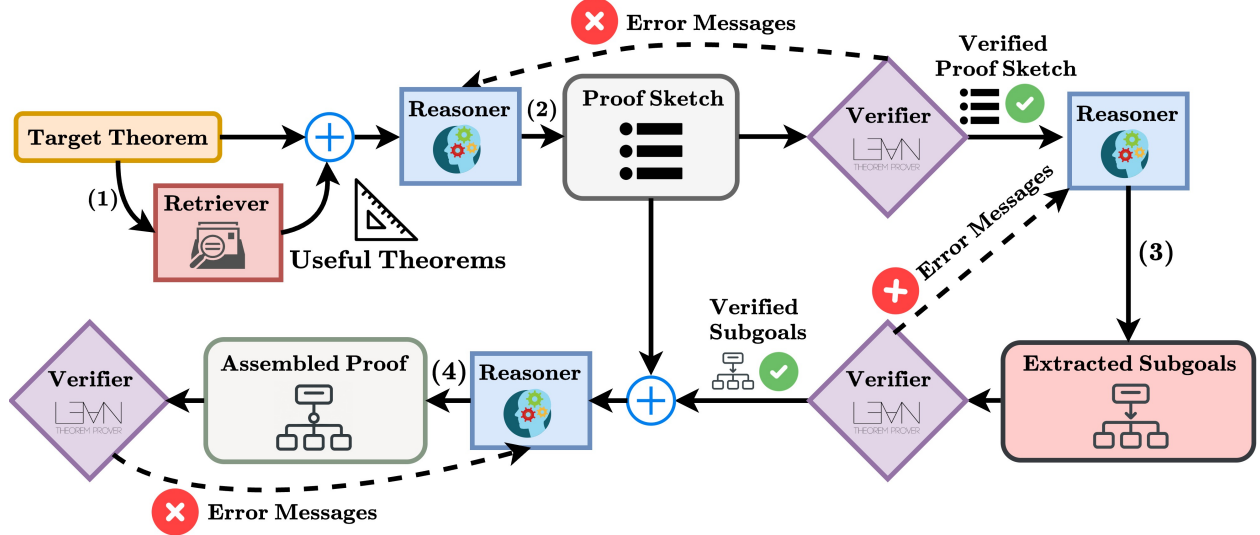 Error Messages
Verified
Proof Sketch
Target Theorem
Reasoner
(2)
Proof Sketch
Verifier
LEAN
THEOREM PROVER
Reasoner
(1)
Retriever
Useful Theorems
Error Messages
(3)
Verified
Subgoals
Verifier
LEAN
THEOREM PROVER
Assembled Proof
(4)
Reasoner
Verifier
LEAN
THEOREM PROVER
Extracted Subgoals
Error Messages